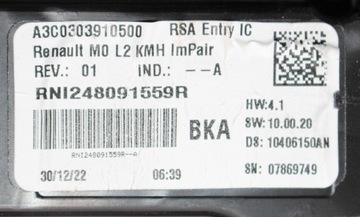 A3C0303910500 RSA Entry IC
Renault M0 L2 KMH ImPair
REV.: 01 IND.: --A
RNI248091559R
HW:4.1
BKA SW: 10.00.20
D8: 10406150AN
RNI248091559R--A
30/12/22 06:39 SN: 07869749